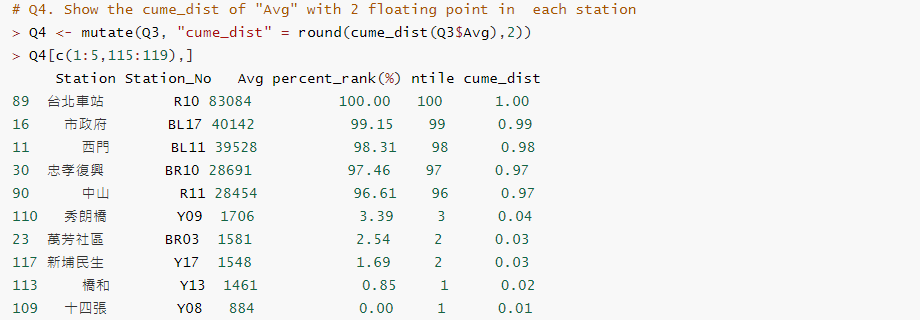 # Q4. Show the cume_dist of "Avg" with 2 floating point in  each station
> Q4 <- mutate(Q3, "cume_dist" = round(cume_dist(Q3$Avg),2))
> Q4[c(1:5,115:119),]
Station Station_No Avg percent_rank(%) ntile cume_dist
89 台北車站 R10 83084 100.00 100 1.00
16 市政府 BL17 40142 99.15 99 0.99
11 西門 BL11 39528 98.31 98 0.98
30 忠孝復興 BR10 28691 97.46 97 0.97
90 中山 R11 28454 96.61 96 0.97
110 秀朗橋 Y09 1706 3.39 3 0.04
23 萬芳社區 BR03 1581 2.54 2 0.03
117 新埔民生 Y17 1548 1.69 2 0.03
113 橋和 Y13 1461 0.85 1 0.02
109 十四張 Y08 884 0.00 1 0.01